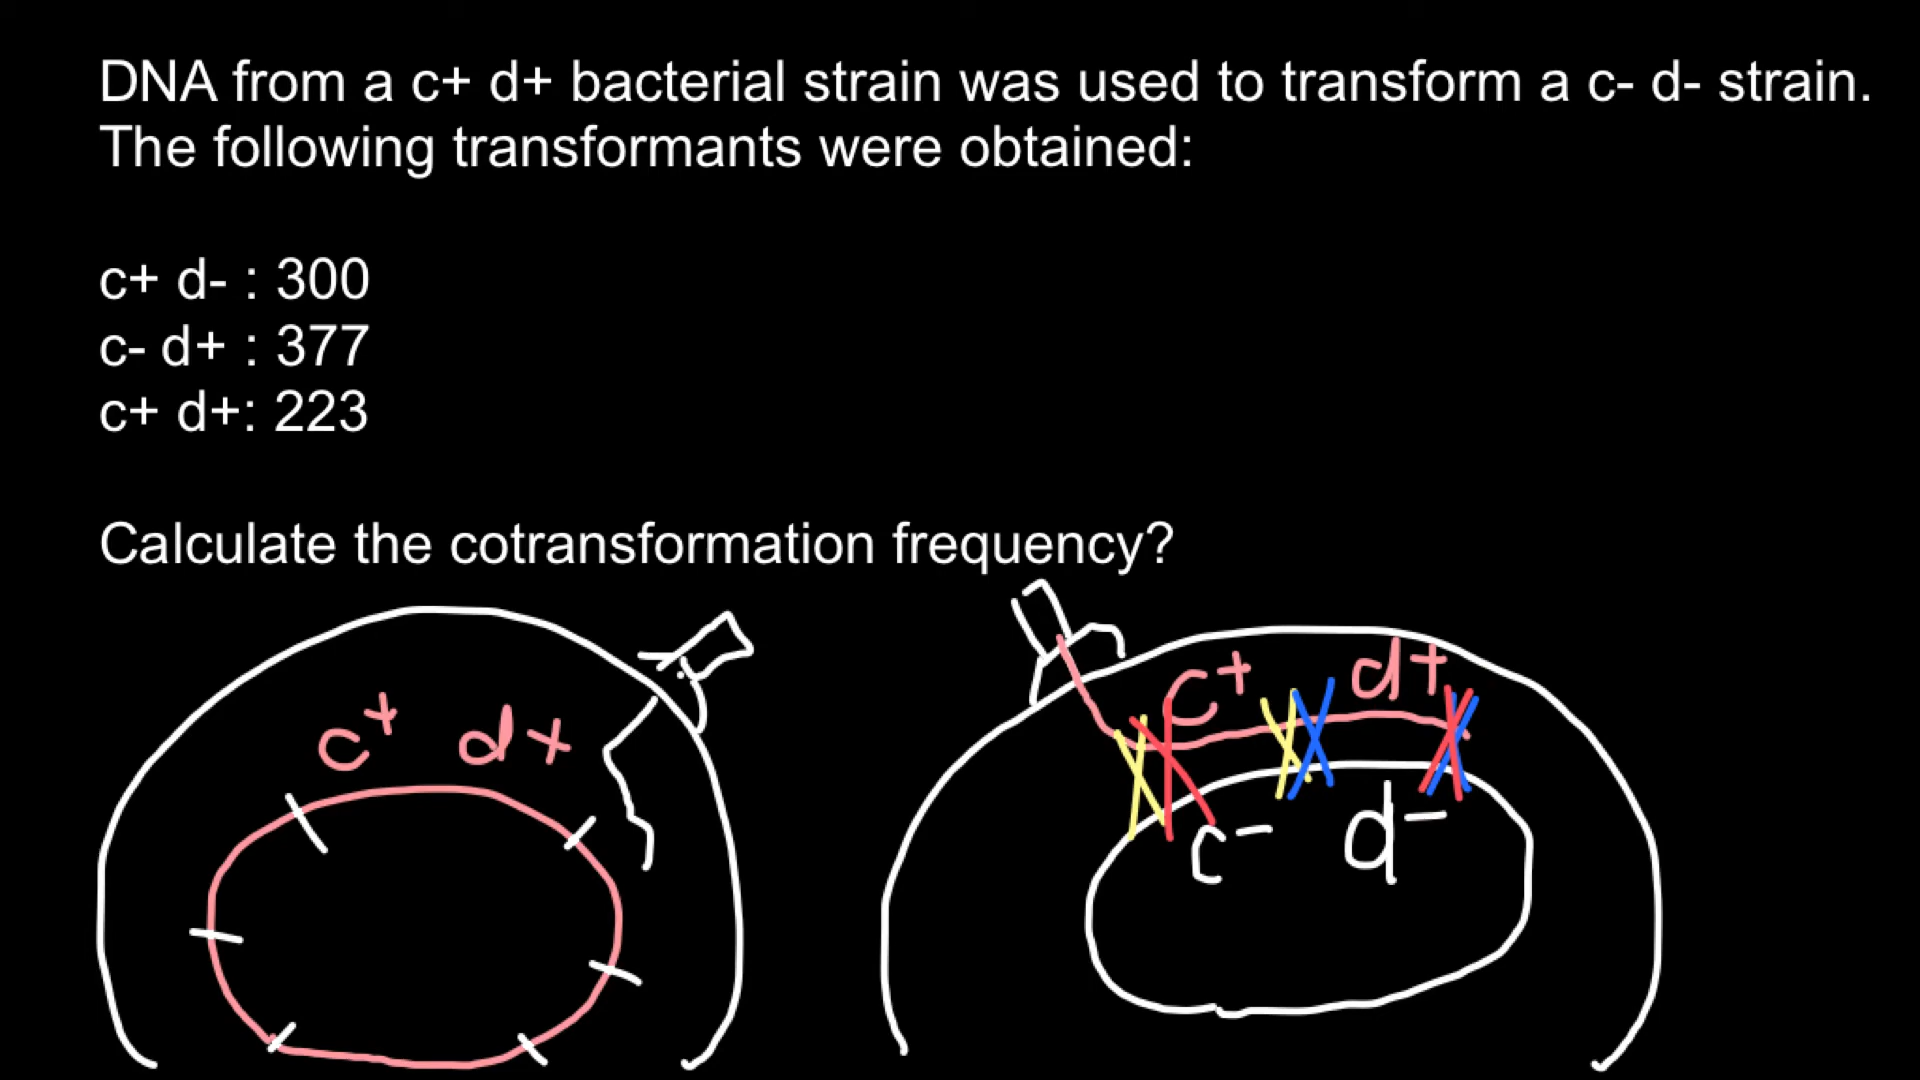 DNA from a c+ d+ bacterial strain was used to transform a c- d- strain.
The following transformants were obtained:
c+ d- : 300
c- d+ : 377
c+ d+: 223
Calculate the cotransformation frequency?
c+ d+
c+ d+
c- d-